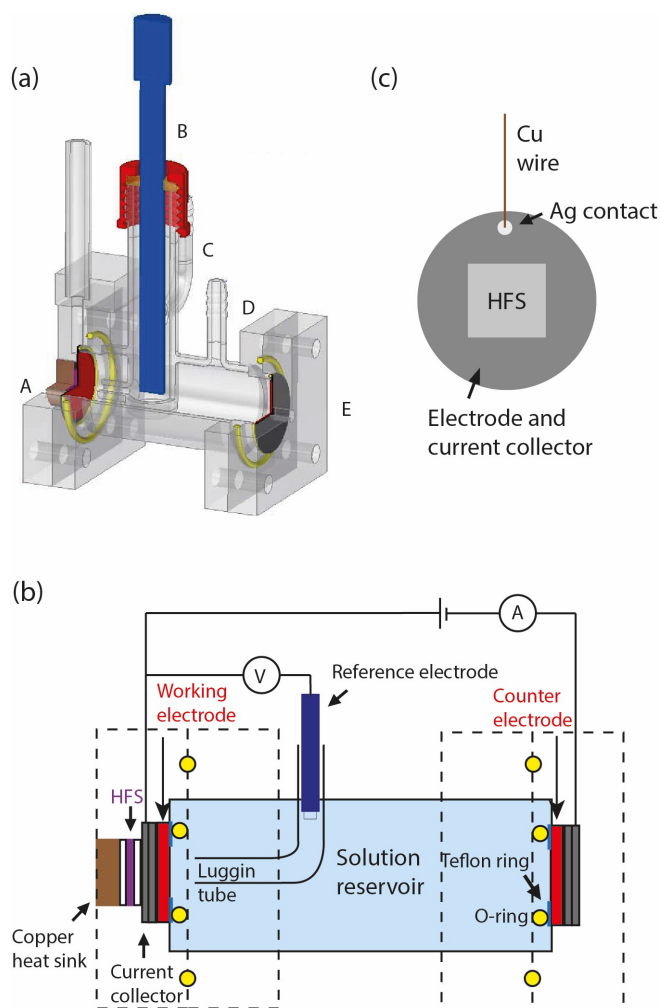 (a)
B
C
D
A
E
(c)
Cu
wire
Ag contact
HFS
Electrode and
current collector
(b)
A
V
Reference electrode
Working
electrode
Counter
electrode
HFS
Luggin
tube
Solution
reservoir
Teflon ring
O-ring
Copper
heat sink
Current
collector